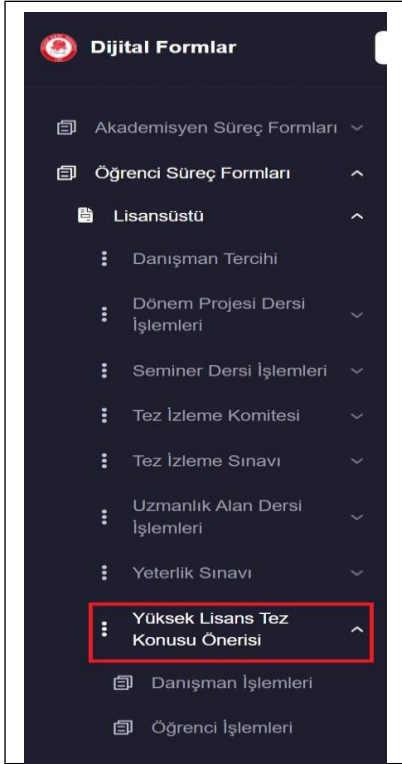 Dijital Formlar
Akademisyen Süreç Formları
Öğrenci Süreç Formları
Lisansüstü
Danışman Tercihi
Dönem Projesi Dersi
İşlemleri
Seminer Dersi İşlemleri
Tez İzleme Komitesi
Tez İzleme Sınavı
Uzmanlık Alan Dersi
İşlemleri
Yeterlik Sınavı
Yüksek Lisans Tez
Konusu Önerisi
Danışman İşlemleri
Öğrenci İşlemleri